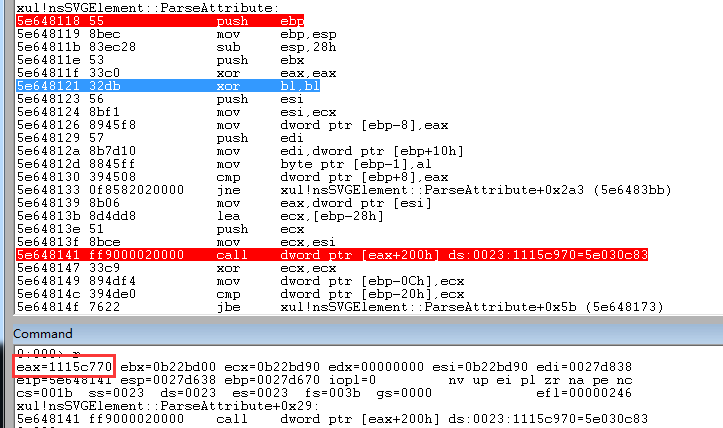 xul!nsSVGElement::ParseAttribute:
5e648118 55 push ebp
5e648119 8bec mov ebp,esp
5e64811b 83ec28 sub esp,28h
5e64811e 53 push ebx
5e64811f 33c0 xor eax,eax
5e648121 32db xor bl,bl
5e648123 56 push esi
5e648124 8bf1 mov esi,ecx
5e648126 8945f8 mov dword ptr [ebp-8],eax
5e648129 57 push edi
5e64812a 8b7d10 mov edi,dword ptr [ebp+10h]
5e64812d 8845ff mov byte ptr [ebp-1],al
5e648130 394508 cmp dword ptr [ebp+8],eax
5e648133 0f8582020000 jne xul!nsSVGElement::ParseAttribute+0x2a3 (5e6483bb)
5e648139 8b06 mov eax,dword ptr [esi]
5e64813b 8d4dd8 lea ecx,[ebp-28h]
5e64813e 51 push ecx
5e64813f 8bce mov ecx,esi
5e648141 ff9000020000 call dword ptr [eax+200h] ds:0023:1115c970=5e030c83
5e648147 33c9 xor ecx,ecx
5e648149 894df4 mov dword ptr [ebp-0Ch],ecx
5e64814c 394de0 cmp dword ptr [ebp-20h],ecx
5e64814f 7622 jbe xul!nsSVGElement::ParseAttribute+0x5b (5e648173)
Command
0:000> r
eax=1115c770 ebx=0b22bd00 ecx=0b22bd90 edx=00000000 esi=0b22bd90 edi=0027d838
eip=5e648141 esp=0027d638 ebp=0027d670 iopl=0 nv up ei pl zr na pe nc
cs=001b ss=0023 ds=0023 es=0023 fs=003b gs=0000 efl=00000246
xul!nsSVGElement::ParseAttribute+0x29:
5e648141 ff9000020000 call dword ptr [eax+200h] ds:0023:1115c970=5e030c83